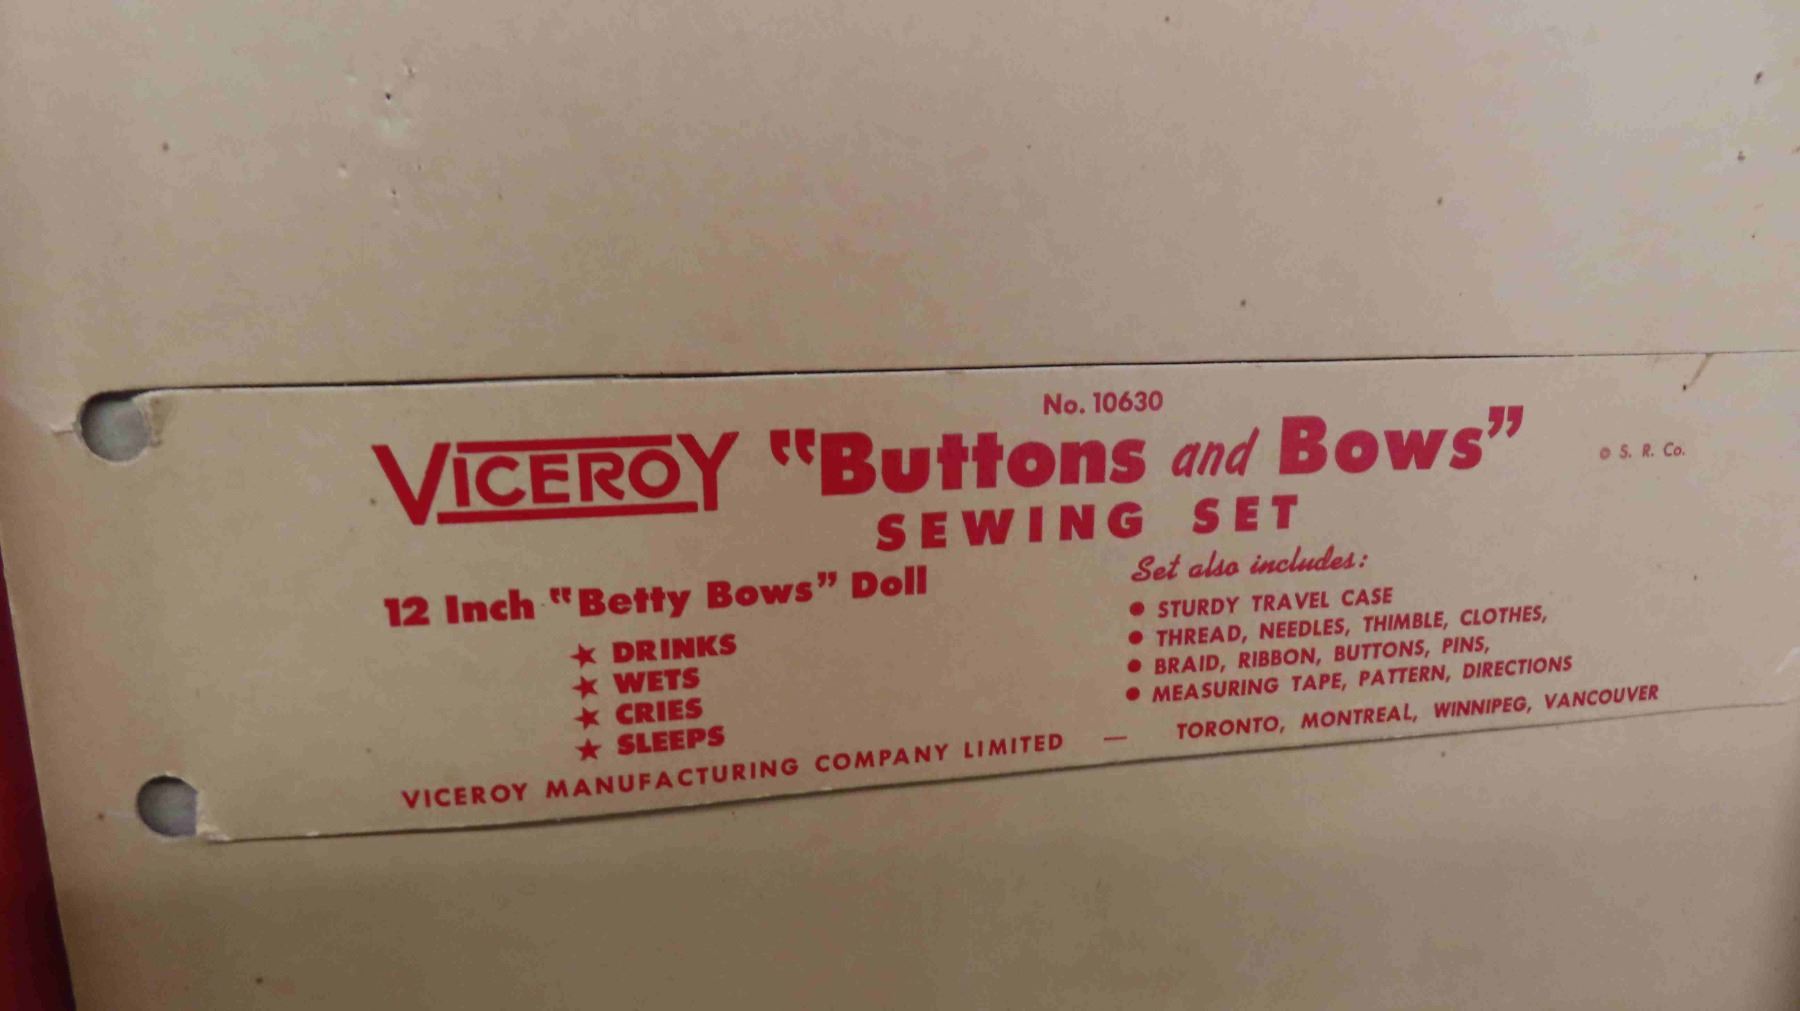 No. 10630
VICEROY "Buttons and Bows"
© S. R. Co.
SEWING SET
12 Inch "Betty Bows" Doll
★ DRINKS
★ WETS
★ CRIES
★ SLEEPS
Set also includes:
● STURDY TRAVEL CASE
● THREAD, NEEDLES, THIMBLE, CLOTHES,
● BRAID, RIBBON, BUTTONS, PINS,
● MEASURING TAPE, PATTERN, DIRECTIONS
VICEROY MANUFACTURING COMPANY LIMITED — TORONTO, MONTREAL, WINNIPEG, VANCOUVER